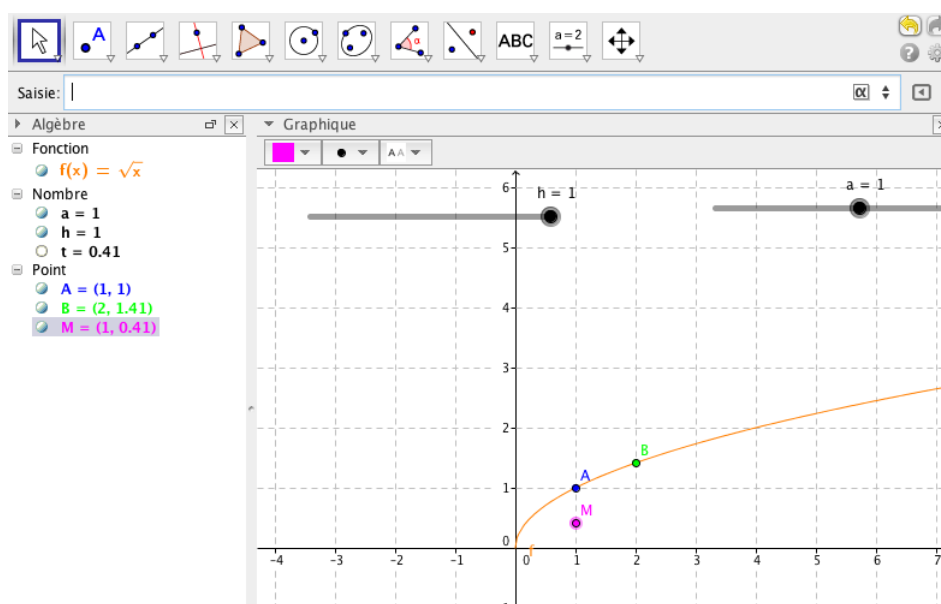 A
α
ABC
a=2
?
Saisie:
α
Algèbre
Graphique
Fonction
f(x) = √x
A A
Nombre
a = 1
h = 1
t = 0.41
Point
A = (1, 1)
B = (2, 1.41)
M = (1, 0.41)
h = 1
a = 1
6
5
4
3
2
1
0
B
A
M
f
-4 -3 -2 -1 0 1 2 3 4 5 6 7